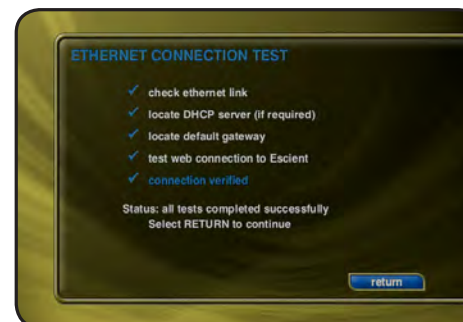 ETHERNET CONNECTION TEST
check ethernet link
locate DHCP server (if required)
locate default gateway
test web connection to Escient
connection verified
Status: all tests completed successfully
Select RETURN to continue
return